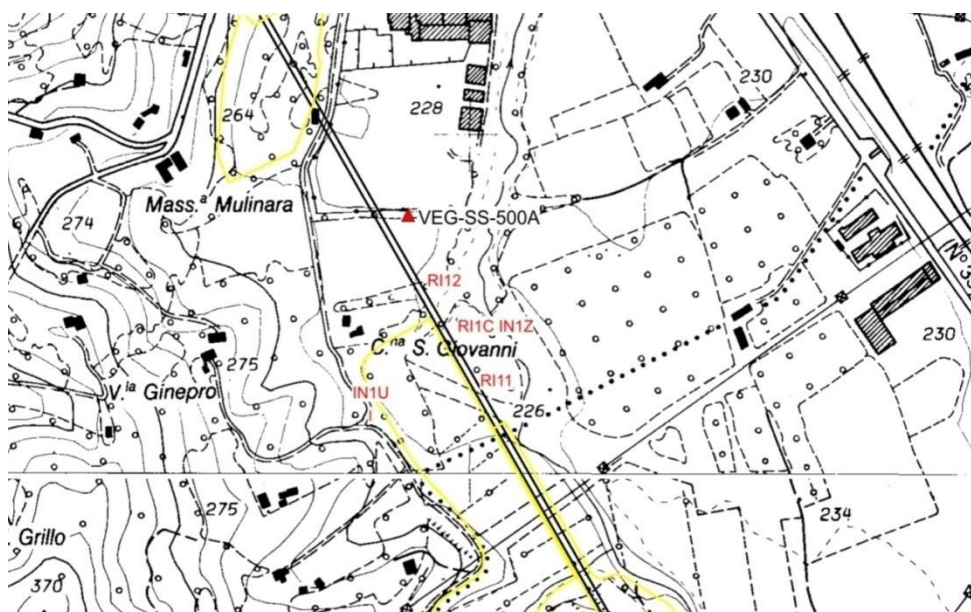 230
264
228
Mass.ª Mulinara
VEG-SS-500A
274
RI12
RI1C IN1Z
C.na S. Giovanni
230
275
V.la Ginepro
IN1U
RI11
226
275
234
Grillo
370